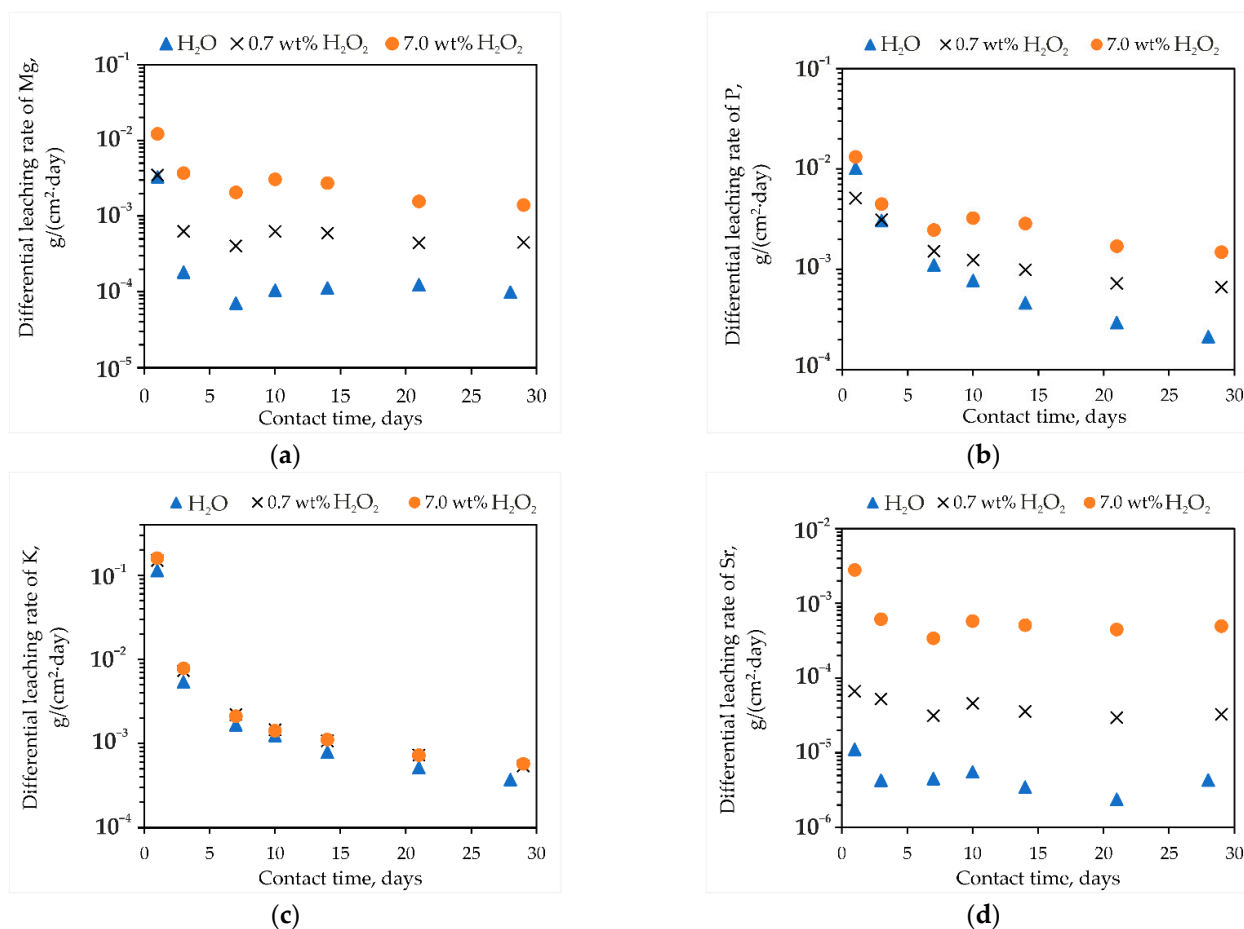 ▲ H₂O × 0.7 wt% H₂O₂ ● 7.0 wt% H₂O₂
Differential leaching rate of Mg,
g/(cm²·day)
10⁻¹
10⁻²
10⁻³
10⁻⁴
10⁻⁵
0 5 10 15 20 25 30
Contact time, days
(a)
▲ H₂O × 0.7 wt% H₂O₂ ● 7.0 wt% H₂O₂
Differential leaching rate of P,
g/(cm²·day)
10⁻¹
10⁻²
10⁻³
10⁻⁴
0 5 10 15 20 25 30
Contact time, days
(b)
▲ H₂O × 0.7 wt% H₂O₂ ● 7.0 wt% H₂O₂
Differential leaching rate of K,
g/(cm²·day)
10⁻¹
10⁻²
10⁻³
10⁻⁴
0 5 10 15 20 25 30
Contact time, days
(c)
▲ H₂O × 0.7 wt% H₂O₂ ● 7.0 wt% H₂O₂
Differential leaching rate of Sr,
g/(cm²·day)
10⁻²
10⁻³
10⁻⁴
10⁻⁵
10⁻⁶
0 5 10 15 20 25 30
Contact time, days
(d)